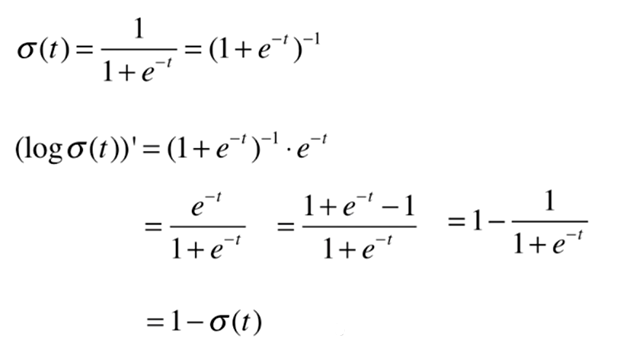 σ(t) = 1/(1+e⁻ᵗ) = (1+e⁻ᵗ)⁻¹
(log σ(t))' = (1+e⁻ᵗ)⁻¹ · e⁻ᵗ
= e⁻ᵗ/(1+e⁻ᵗ) = (1+e⁻ᵗ−1)/(1+e⁻ᵗ) = 1 − 1/(1+e⁻ᵗ)
= 1 − σ(t)